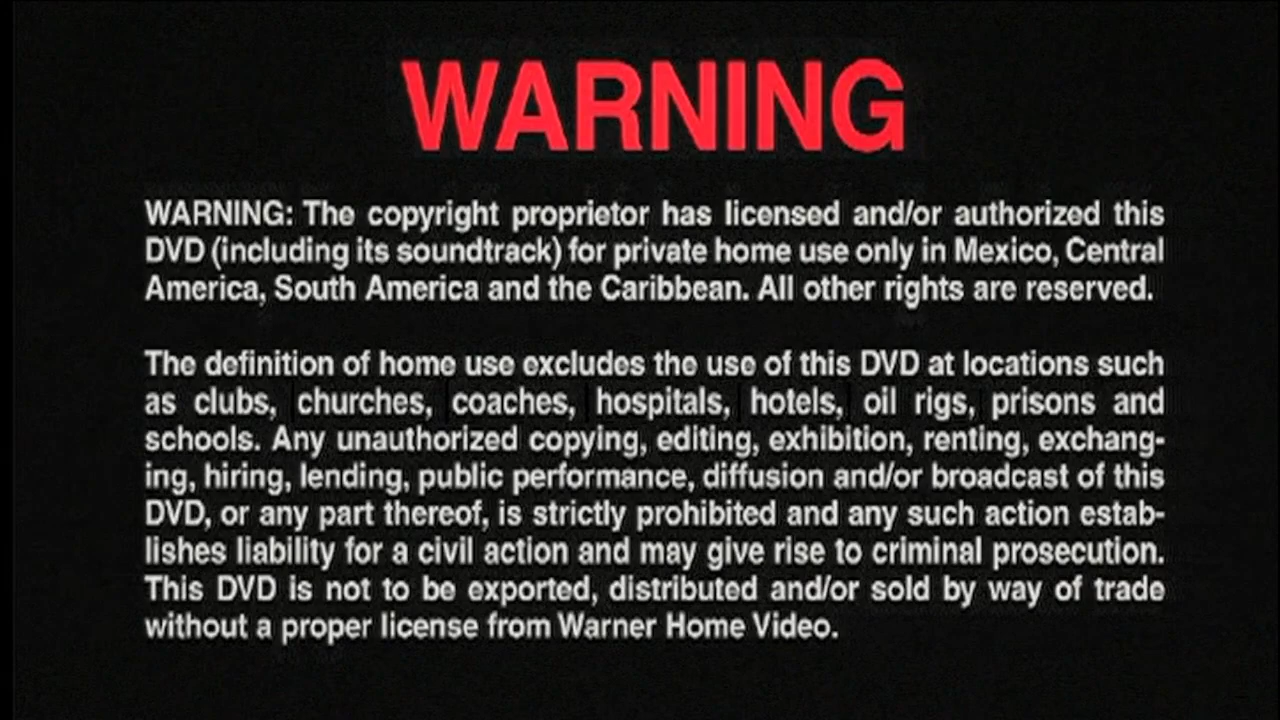 WARNING
WARNING: The copyright proprietor has licensed and/or authorized this
DVD (including its soundtrack) for private home use only in Mexico, Central
America, South America and the Caribbean. All other rights are reserved.
The definition of home use excludes the use of this DVD at locations such
as clubs, churches, coaches, hospitals, hotels, oil rigs, prisons and
schools. Any unauthorized copying, editing, exhibition, renting, exchang-
ing, hiring, lending, public performance, diffusion and/or broadcast of this
DVD, or any part thereof, is strictly prohibited and any such action estab-
lishes liability for a civil action and may give rise to criminal prosecution.
This DVD is not to be exported, distributed and/or sold by way of trade
without a proper license from Warner Home Video.